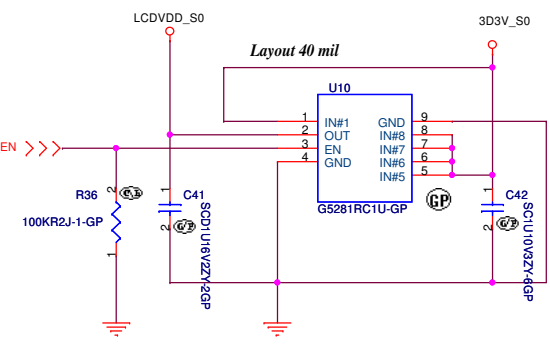 LCDVDD_S0
3D3V_S0
Layout 40 mil
U10
1 IN#1 GND 9
2 OUT IN#8 8
EN 3 EN IN#7 7
4 GND IN#6 6
IN#5 5
G5281RC1U-GP
GP
R36
2
100KR2J-1-GP
1
C41
1
2
G/P
SCD1U16V2ZY-2GP
C42
1
2
G/P
SC1U10V3ZY-6GP